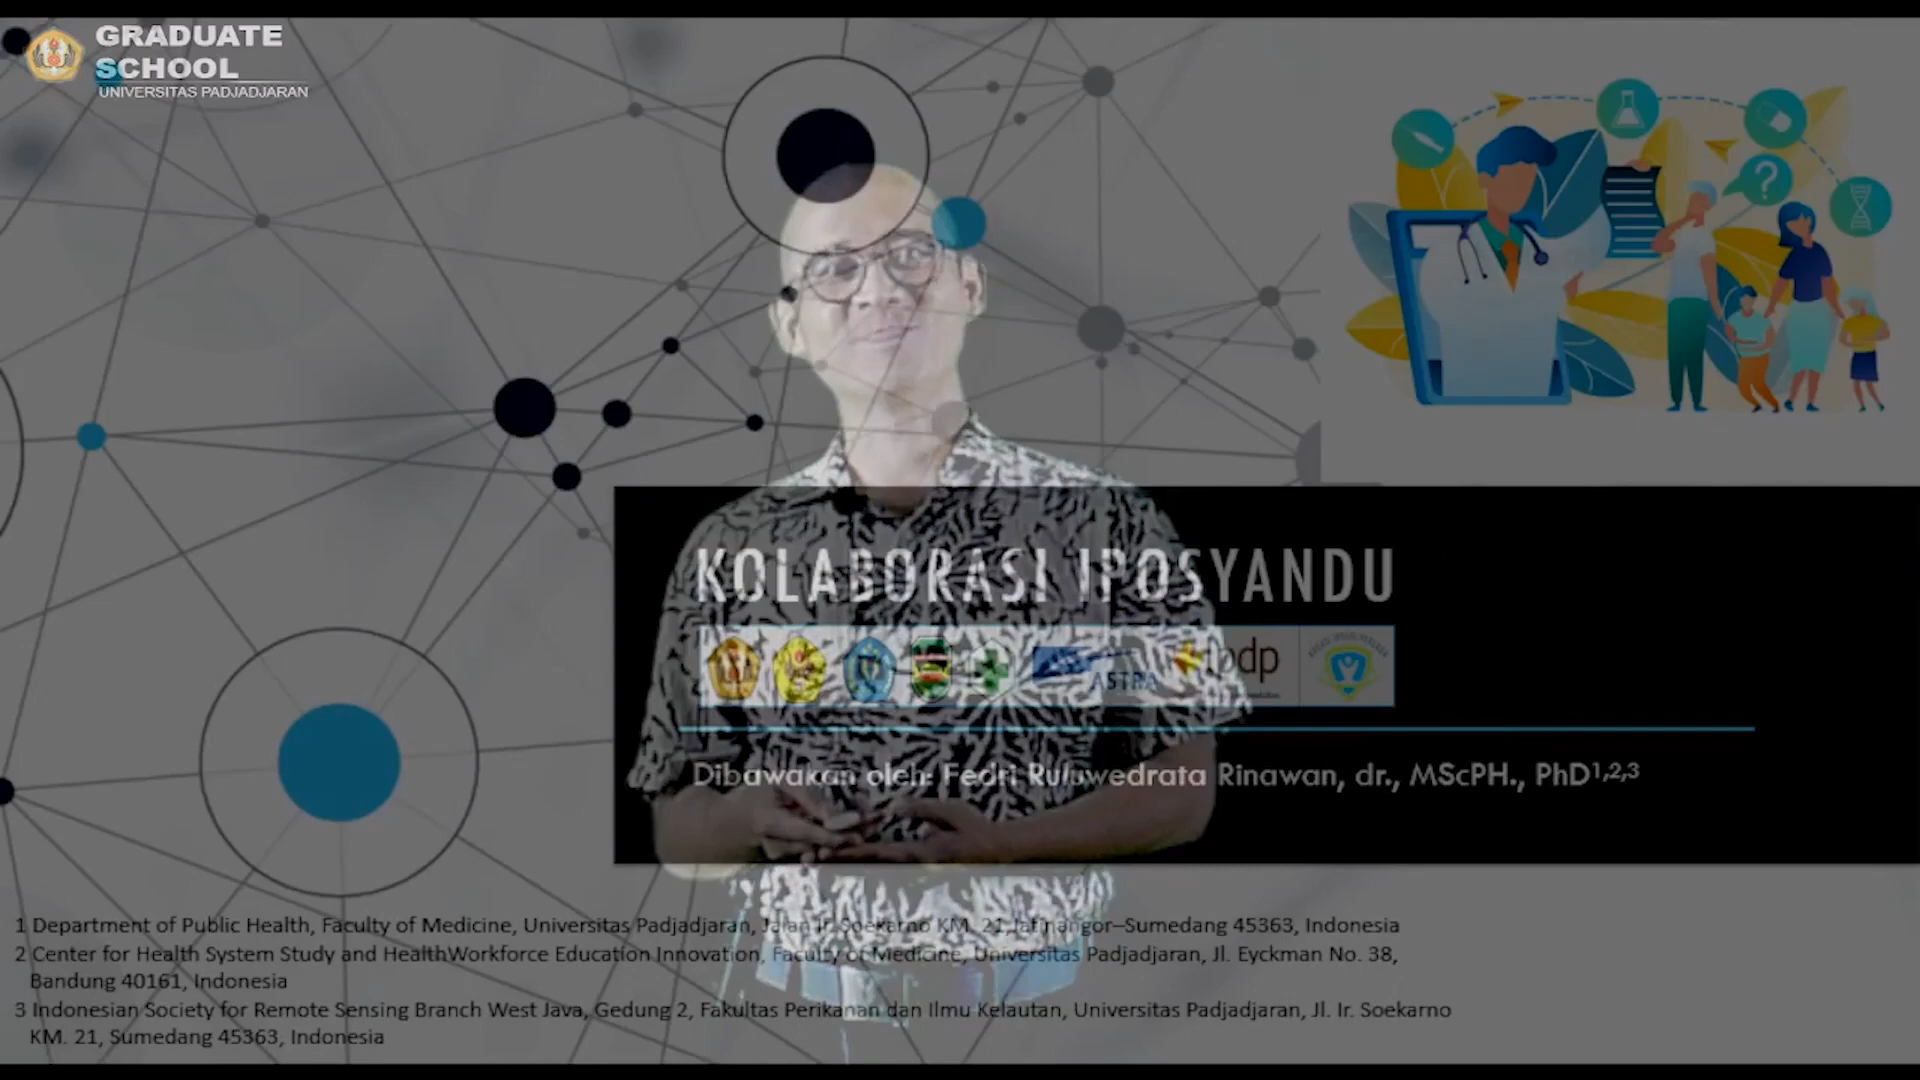 GRADUATE
SCHOOL
UNIVERSITAS PADJADJARAN
?
KOLABORASI IPOSYANDU
ASTRA
lpdp
Dibawakan oleh: Fedri Ruluwedrata Rinawan, dr., MScPH., PhD1,2,3
1 Department of Public Health, Faculty of Medicine, Universitas Padjadjaran, Jalan Ir. Soekarno KM. 21 Jatinangor–Sumedang 45363, Indonesia
2 Center for Health System Study and HealthWorkforce Education Innovation, Faculty of Medicine, Universitas Padjadjaran, Jl. Eyckman No. 38,
Bandung 40161, Indonesia
3 Indonesian Society for Remote Sensing Branch West Java, Gedung 2, Fakultas Perikanan dan Ilmu Kelautan, Universitas Padjadjaran, Jl. Ir. Soekarno
KM. 21, Sumedang 45363, Indonesia